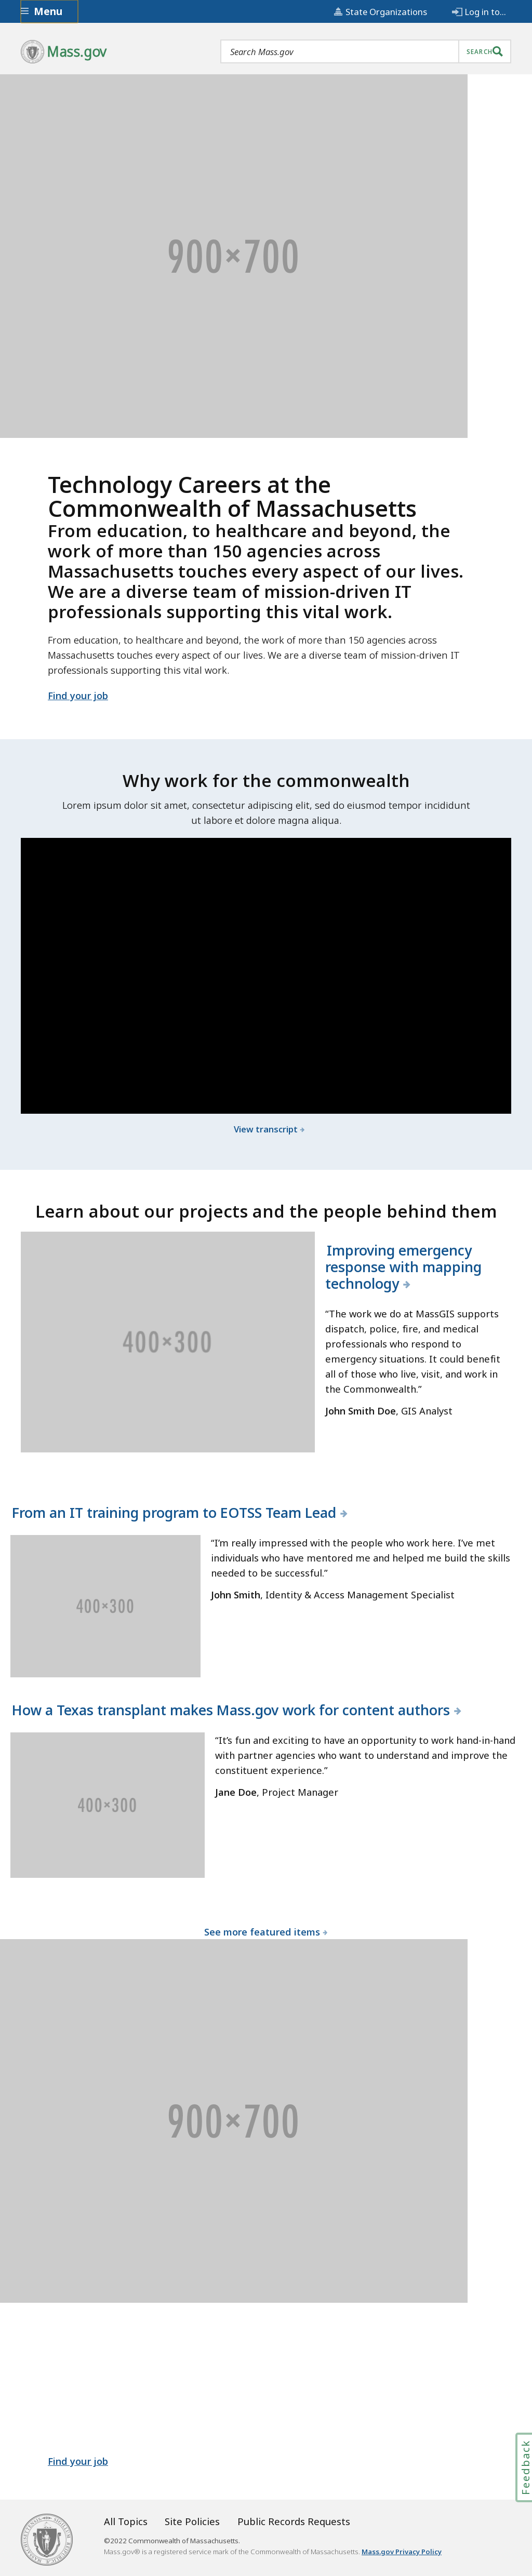 Menu
State Organizations
Log in to...
Mass.gov
Search Mass.gov
SEARCH
900×700
Technology Careers at the
Commonwealth of Massachusetts
From education, to healthcare and beyond, the
work of more than 150 agencies across
Massachusetts touches every aspect of our lives.
We are a diverse team of mission-driven IT
professionals supporting this vital work.
From education, to healthcare and beyond, the work of more than 150 agencies across
Massachusetts touches every aspect of our lives. We are a diverse team of mission-driven IT
professionals supporting this vital work.
Find your job
Why work for the commonwealth
Lorem ipsum dolor sit amet, consectetur adipiscing elit, sed do eiusmod tempor incididunt
ut labore et dolore magna aliqua.
View transcript
Learn about our projects and the people behind them
400×300
Improving emergency
response with mapping
technology
“The work we do at MassGIS supports
dispatch, police, fire, and medical
professionals who respond to
emergency situations. It could benefit
all of those who live, visit, and work in
the Commonwealth.”
John Smith Doe, GIS Analyst
From an IT training program to EOTSS Team Lead
400×300
“I’m really impressed with the people who work here. I’ve met
individuals who have mentored me and helped me build the skills
needed to be successful.”
John Smith, Identity & Access Management Specialist
How a Texas transplant makes Mass.gov work for content authors
400×300
“It’s fun and exciting to have an opportunity to work hand-in-hand
with partner agencies who want to understand and improve the
constituent experience.”
Jane Doe, Project Manager
See more featured items
900×700
Find your job
Feedback
All Topics
Site Policies
Public Records Requests
©2022 Commonwealth of Massachusetts.
Mass.gov® is a registered service mark of the Commonwealth of Massachusetts. Mass.gov Privacy Policy